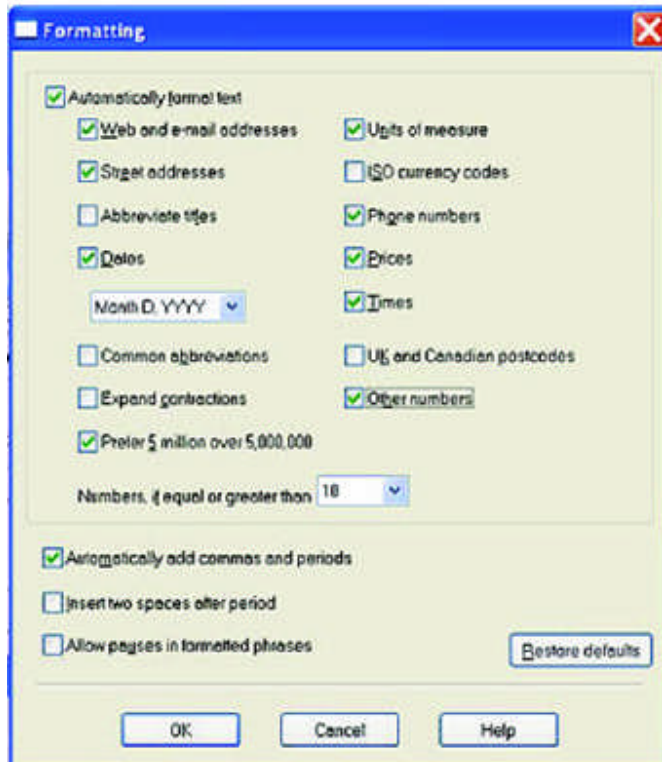 Formatting
Automatically format text
Web and e-mail addresses
Units of measure
Street addresses
ISO currency codes
Abbreviate titles
Phone numbers
Dates
Prices
Month D, YYYY
Times
Common abbreviations
UK and Canadian postcodes
Expand contractions
Other numbers
Prefer 5 million over 5,000,000
Numbers, if equal or greater than 10
Automatically add commas and periods
Insert two spaces after period
Allow pauses in formatted phrases
Restore defaults
OK Cancel Help